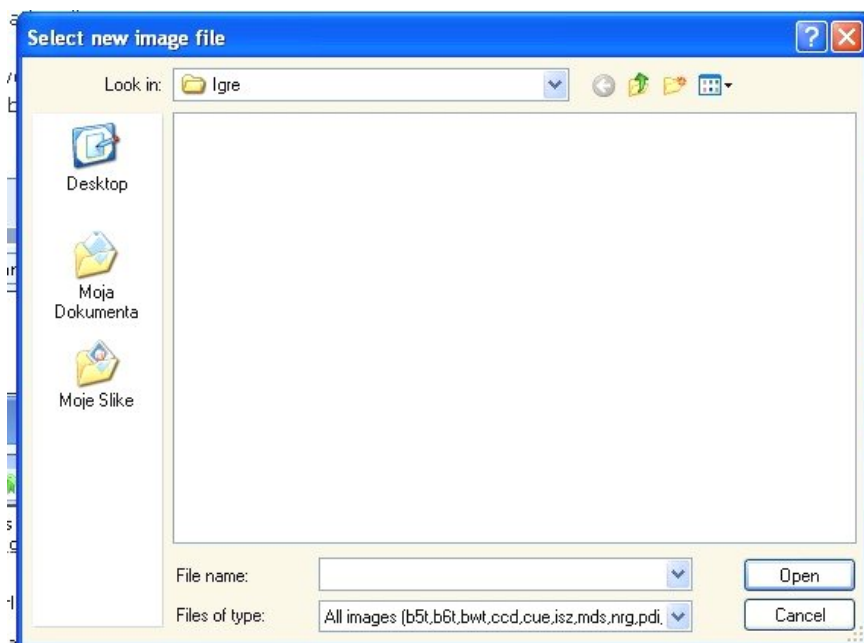 Select new image file
Look in: Igre
Desktop
Moja
Dokumenta
Moje Slike
File name:
Open
Files of type: All images (b5t,b6t,bwt,ccd,cue,isz,mds,nrg,pdi,
Cancel